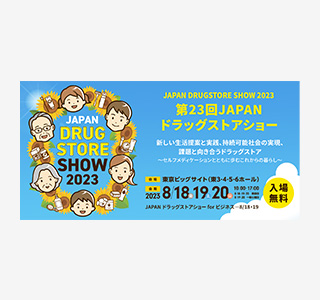 JAPAN
DRUG
STORE
SHOW
2023
JAPAN DRUGSTORE SHOW 2023
第23回JAPAN
ドラッグストアショー
新しい生活提案と実践、持続可能社会の実現、
課題と向き合うドラッグストア
～セルフメディケーションとともに歩むこれからの暮らし～
会場 東京ビッグサイト(東3・4・5・6ホール)
2023 8/18・19・20 10:00-17:00
JAPAN ドラッグストアショー for ビジネス…8/18・19
入場
無料